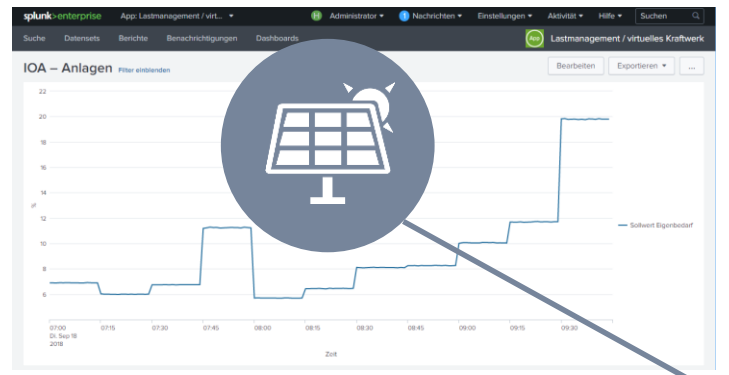 splunk>enterprise App: Lastmanagement / virt... H Administrator 1 Nachrichten Einstellungen Aktivität Hilfe Suchen
Suche Datensets Berichte Benachrichtigungen Dashboards App Lastmanagement / virtuelles Kraftwerk
IOA – Anlagen Filter einblenden Bearbeiten Exportieren ...
22
20
18
16
14
12
10
8
6
Sollwert Eigenbedarf
07:00 07:15 07:30 07:45 08:00 08:15 08:30 08:45 09:00 09:15 09:30
Di. Sep 18
2018
Zeit